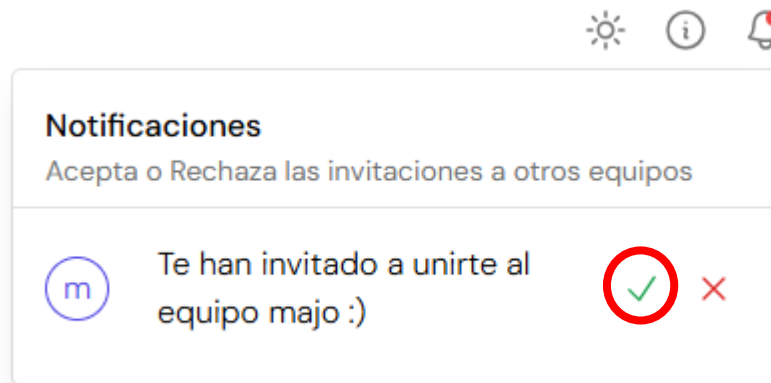 Notificaciones
Acepta o Rechaza las invitaciones a otros equipos
m
Te han invitado a unirte al
equipo majo :)